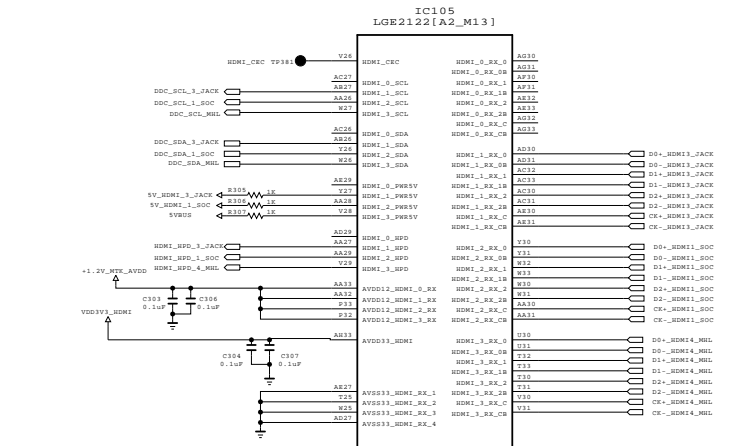 IC105
LGE2122[A2_M13]
HDMI_CEC TP381 V26 HDMI_CEC HDMI_0_RX_0 AG30
HDMI_0_RX_0B AG31
AC27 HDMI_0_SCL HDMI_0_RX_1 AF30
DDC_SCL_3_JACK AB27 HDMI_1_SCL HDMI_0_RX_1B AF31
DDC_SCL_1_SOC AA26 HDMI_2_SCL HDMI_0_RX_2 AE32
DDC_SCL_MHL W27 HDMI_3_SCL HDMI_0_RX_2B AE33
HDMI_0_RX_C AG32
AC26 HDMI_0_SDA HDMI_0_RX_CB AG33
DDC_SDA_3_JACK AB26 HDMI_1_SDA
DDC_SDA_1_SOC Y26 HDMI_2_SDA HDMI_1_RX_0 AD30 D0+_HDMI3_JACK
DDC_SDA_MHL W26 HDMI_3_SDA HDMI_1_RX_0B AD31 D0-_HDMI3_JACK
HDMI_1_RX_1 AC32 D1+_HDMI3_JACK
AE29 HDMI_0_PWR5V HDMI_1_RX_1B AC33 D1-_HDMI3_JACK
5V_HDMI_3_JACK R305 1K Y27 HDMI_1_PWR5V HDMI_1_RX_2 AC30 D2+_HDMI3_JACK
5V_HDMI_1_SOC R306 1K AA28 HDMI_2_PWR5V HDMI_1_RX_2B AC31 D2-_HDMI3_JACK
5VBUS R307 1K V28 HDMI_3_PWR5V HDMI_1_RX_C AE30 CK+_HDMI3_JACK
HDMI_1_RX_CB AE31 CK-_HDMI3_JACK
AD29 HDMI_0_HPD
HDMI_HPD_3_JACK AA27 HDMI_1_HPD HDMI_2_RX_0 Y30 D0+_HDMI1_SOC
HDMI_HPD_1_SOC AA29 HDMI_2_HPD HDMI_2_RX_0B Y31 D0-_HDMI1_SOC
HDMI_HPD_4_MHL V29 HDMI_3_HPD HDMI_2_RX_1 W32 D1+_HDMI1_SOC
+1.2V_MTK_AVDD HDMI_2_RX_1B W33 D1-_HDMI1_SOC
AA33 AVDD12_HDMI_0_RX HDMI_2_RX_2 W30 D2+_HDMI1_SOC
C303 0.1uF C306 0.1uF AA32 AVDD12_HDMI_1_RX HDMI_2_RX_2B W31 D2-_HDMI1_SOC
P33 AVDD12_HDMI_2_RX HDMI_2_RX_C AA30 CK+_HDMI1_SOC
VDD3V3_HDMI P32 AVDD12_HDMI_3_RX HDMI_2_RX_CB AA31 CK-_HDMI1_SOC
AH33 AVDD33_HDMI HDMI_3_RX_0 U30 D0+_HDMI4_MHL
C304 0.1uF C307 0.1uF HDMI_3_RX_0B U31 D0-_HDMI4_MHL
HDMI_3_RX_1 T32 D1+_HDMI4_MHL
HDMI_3_RX_1B T33 D1-_HDMI4_MHL
HDMI_3_RX_2 T30 D2+_HDMI4_MHL
AE27 AVSS33_HDMI_RX_1 HDMI_3_RX_2B T31 D2-_HDMI4_MHL
T25 AVSS33_HDMI_RX_2 HDMI_3_RX_C V30 CK+_HDMI4_MHL
W25 AVSS33_HDMI_RX_3 HDMI_3_RX_CB V31 CK-_HDMI4_MHL
AD27 AVSS33_HDMI_RX_4